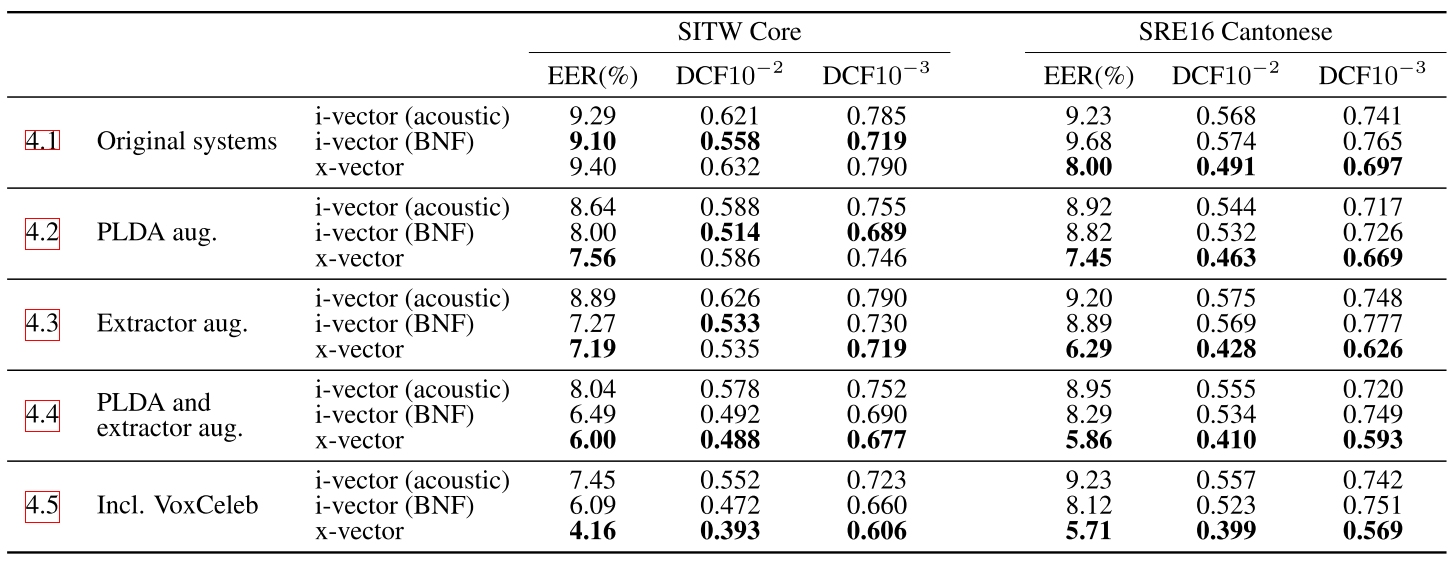 SITW Core SRE16 Cantonese
EER(%) DCF10⁻² DCF10⁻³ EER(%) DCF10⁻² DCF10⁻³
i-vector (acoustic) 9.29 0.621 0.785 9.23 0.568 0.741
4.1 Original systems i-vector (BNF) 9.10 0.558 0.719 9.68 0.574 0.765
x-vector 9.40 0.632 0.790 8.00 0.491 0.697
i-vector (acoustic) 8.64 0.588 0.755 8.92 0.544 0.717
4.2 PLDA aug. i-vector (BNF) 8.00 0.514 0.689 8.82 0.532 0.726
x-vector 7.56 0.586 0.746 7.45 0.463 0.669
i-vector (acoustic) 8.89 0.626 0.790 9.20 0.575 0.748
4.3 Extractor aug. i-vector (BNF) 7.27 0.533 0.730 8.89 0.569 0.777
x-vector 7.19 0.535 0.719 6.29 0.428 0.626
i-vector (acoustic) 8.04 0.578 0.752 8.95 0.555 0.720
4.4 PLDA and extractor aug. i-vector (BNF) 6.49 0.492 0.690 8.29 0.534 0.749
x-vector 6.00 0.488 0.677 5.86 0.410 0.593
i-vector (acoustic) 7.45 0.552 0.723 9.23 0.557 0.742
4.5 Incl. VoxCeleb i-vector (BNF) 6.09 0.472 0.660 8.12 0.523 0.751
x-vector 4.16 0.393 0.606 5.71 0.399 0.569